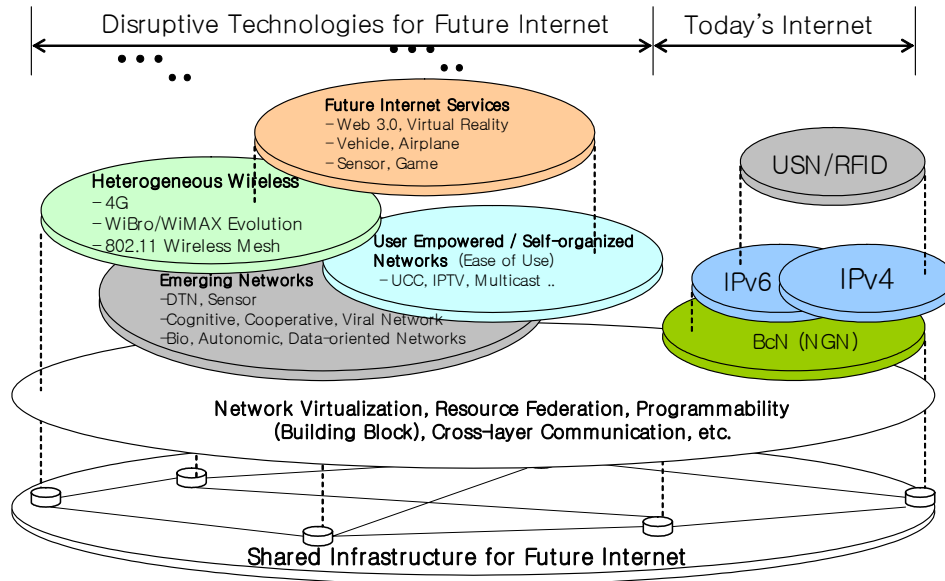 Disruptive Technologies for Future Internet
Today's Internet
Future Internet Services
- Web 3.0, Virtual Reality
- Vehicle, Airplane
- Sensor, Game
USN/RFID
Heterogeneous Wireless
- 4G
- WiBro/WiMAX Evolution
- 802.11 Wireless Mesh
User Empowered / Self-organized
Networks (Ease of Use)
- UCC, IPTV, Multicast ..
IPv6
IPv4
Emerging Networks
- DTN, Sensor
- Cognitive, Cooperative, Viral Network
- Bio, Autonomic, Data-oriented Networks
BcN (NGN)
Network Virtualization, Resource Federation, Programmability
(Building Block), Cross-layer Communication, etc.
Shared Infrastructure for Future Internet